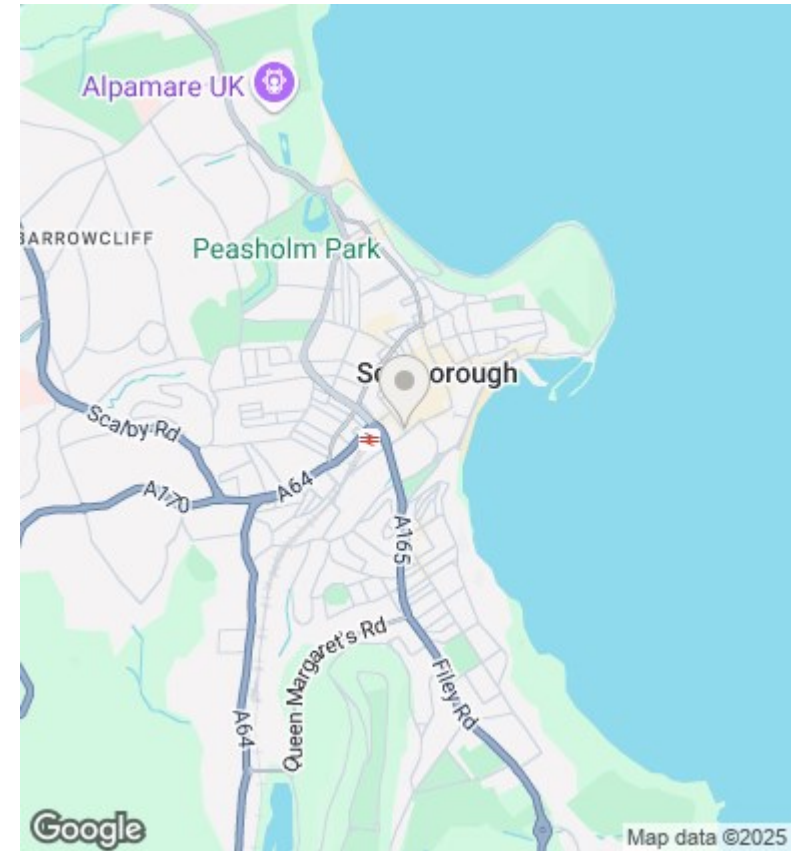 Alpamare UK
BARROWCLIFF
Peasholm Park
Scalby Rd
A170
A64
A165
Queen Margaret's Rd
Filey Rd
A64
Google
Map data ©2025